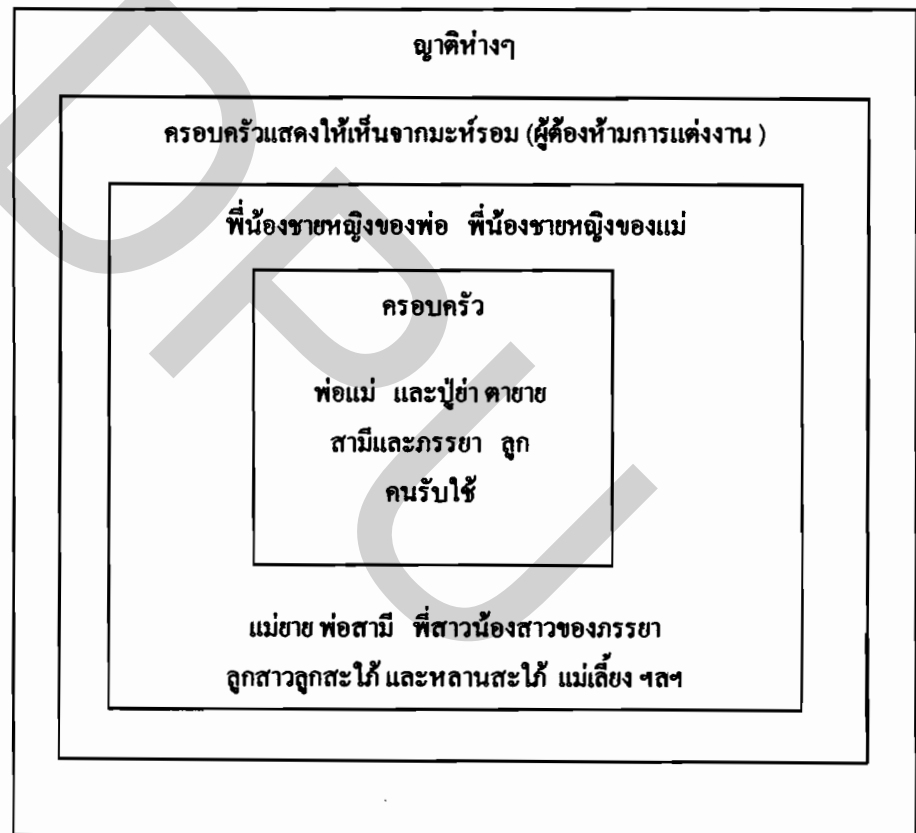 ญาติห่างๆ
ครอบครัวแสดงให้เห็นจากมะห์รอม (ผู้ต้องห้ามการแต่งงาน )
พี่น้องชายหญิงของพ่อ พี่น้องชายหญิงของแม่
ครอบครัว
พ่อแม่ และปู่ย่า ตายาย
สามีและภรรยา ลูก
คนรับใช้
แม่ยาย พ่อสามี พี่สาวน้องสาวของภรรยา
ลูกสาวลูกสะใภ้ และหลานสะใภ้ แม่เลี้ยง ฯลฯ
DPU